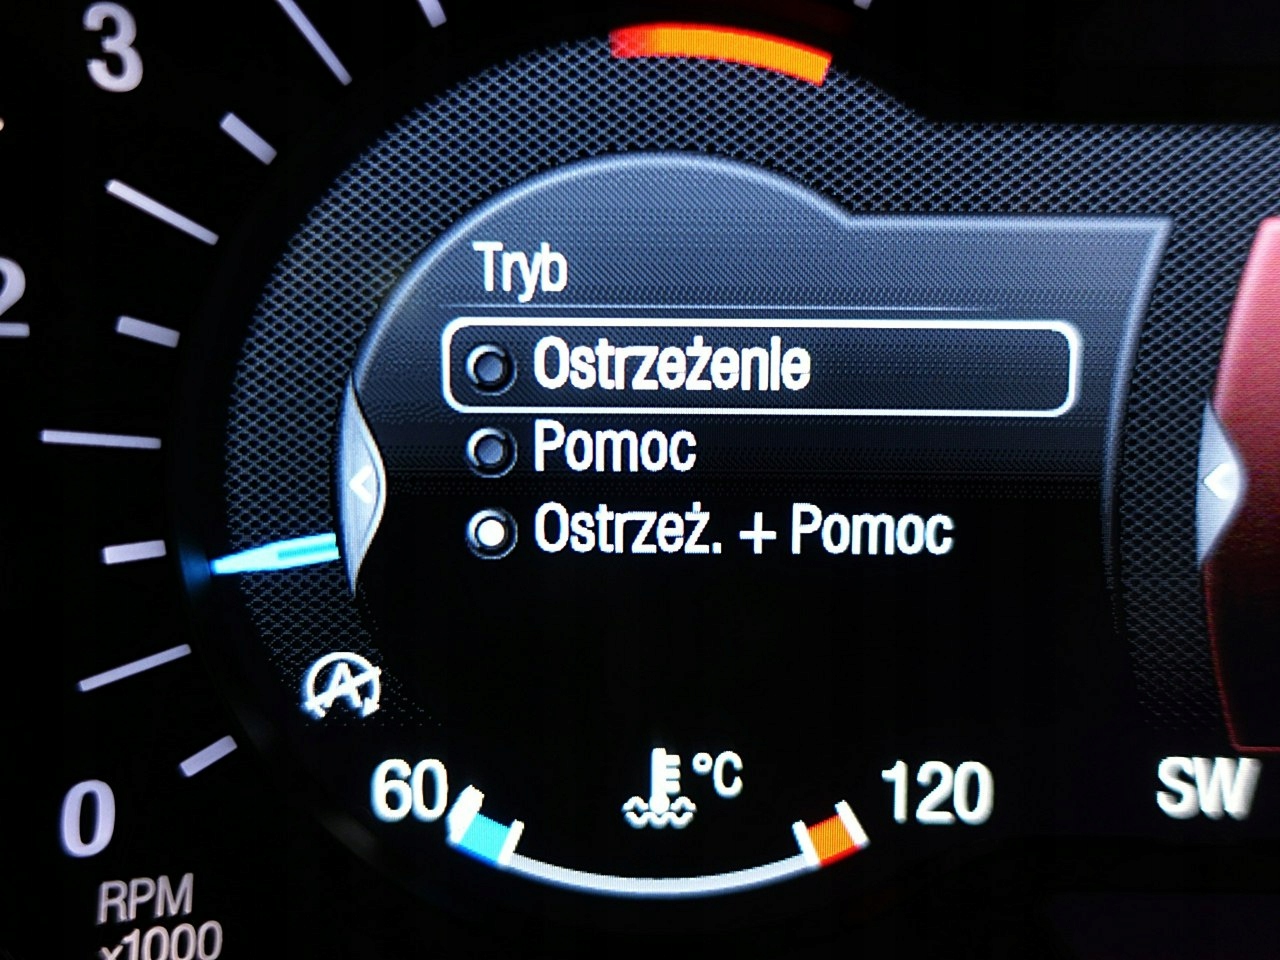 3
2
Tryb
Ostrzeżenie
Pomoc
Ostrzeż. + Pomoc
A
60
°C
120
SW
0
RPM
x1000